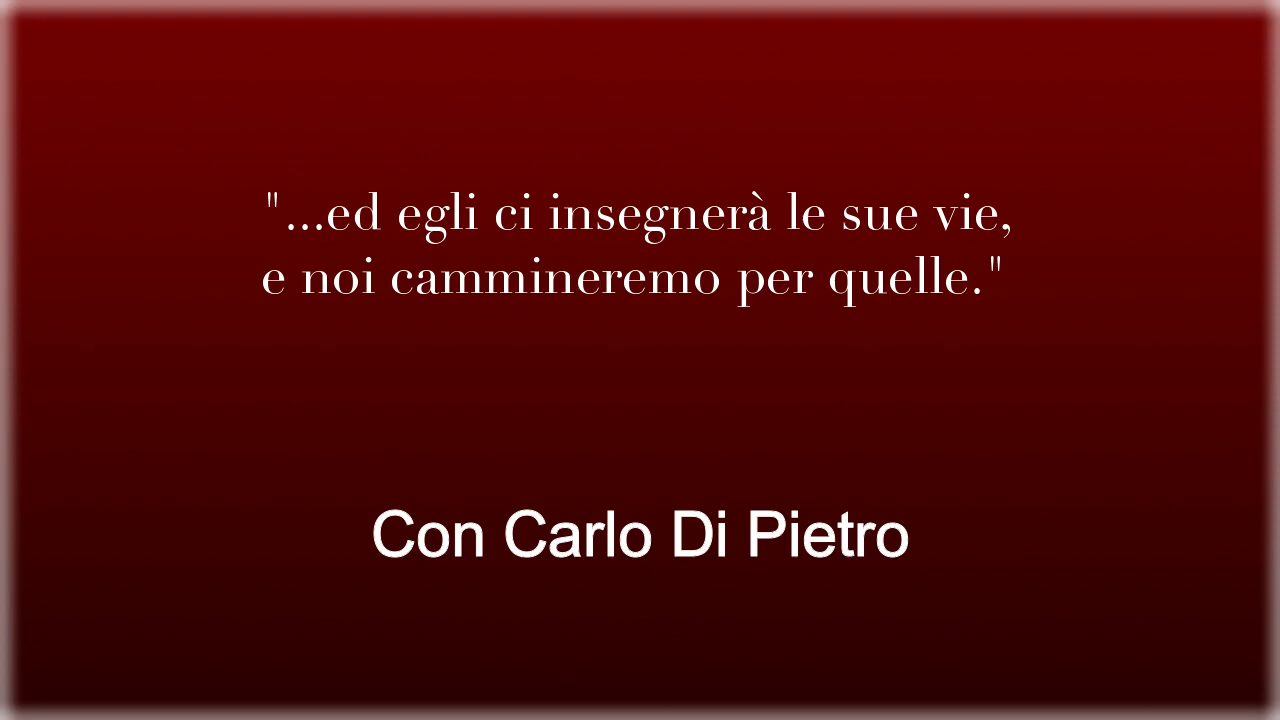 "...ed egli ci insegnerà le sue vie,
e noi cammineremo per quelle."
Con Carlo Di Pietro